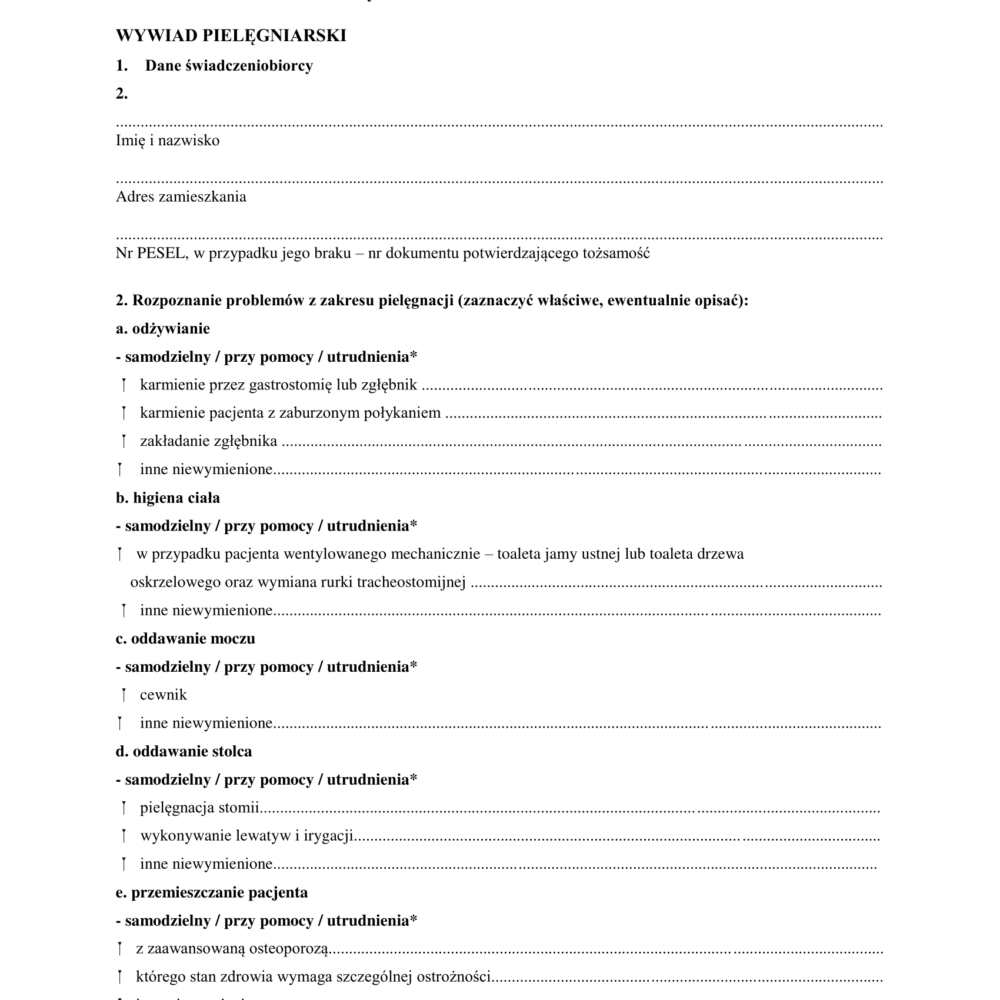 WYWIAD PIELĘGNIARSKI
1. Dane świadczeniobiorcy
2.
................................................................................
Imię i nazwisko
................................................................................
Adres zamieszkania
................................................................................
Nr PESEL, w przypadku jego braku – nr dokumentu potwierdzającego tożsamość
2. Rozpoznanie problemów z zakresu pielęgnacji (zaznaczyć właściwe, ewentualnie opisać):
a. odżywianie
- samodzielny / przy pomocy / utrudnienia*
karmienie przez gastrostomię lub zgłębnik ................................................................................
karmienie pacjenta z zaburzonym połykaniem ................................................................................
zakładanie zgłębnika ................................................................................
inne niewymienione................................................................................
b. higiena ciała
- samodzielny / przy pomocy / utrudnienia*
w przypadku pacjenta wentylowanego mechanicznie – toaleta jamy ustnej lub toaleta drzewa
oskrzelowego oraz wymiana rurki tracheostomijnej ................................................................................
inne niewymienione................................................................................
c. oddawanie moczu
- samodzielny / przy pomocy / utrudnienia*
cewnik
inne niewymienione................................................................................
d. oddawanie stolca
- samodzielny / przy pomocy / utrudnienia*
pielęgnacja stomii................................................................................
wykonywanie lewatyw i irygacji................................................................................
inne niewymienione................................................................................
e. przemieszczanie pacjenta
- samodzielny / przy pomocy / utrudnienia*
z zaawansowaną osteoporozą................................................................................
którego stan zdrowia wymaga szczególnej ostrożności................................................................................